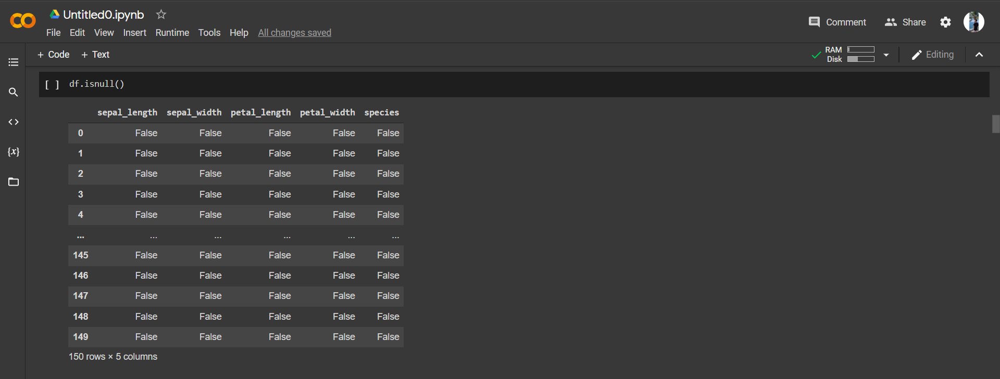 Untitled0.ipynb
File Edit View Insert Runtime Tools Help All changes saved
Comment Share
+ Code + Text
RAM
Disk
Editing
[ ] df.isnull()
sepal_length sepal_width petal_length petal_width species
0 False False False False False
1 False False False False False
2 False False False False False
3 False False False False False
4 False False False False False
... ... ... ... ... ...
145 False False False False False
146 False False False False False
147 False False False False False
148 False False False False False
149 False False False False False
150 rows × 5 columns
{x}